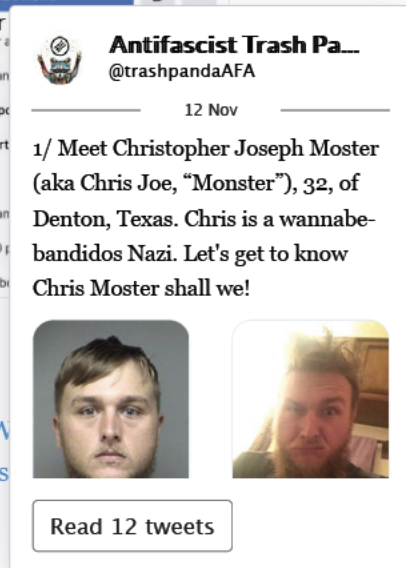 Antifascist Trash Pa...
@trashpandaAFA
12 Nov
1/ Meet Christopher Joseph Moster
(aka Chris Joe, “Monster”), 32, of
Denton, Texas. Chris is a wannabe-
bandidos Nazi. Let's get to know
Chris Moster shall we!
Read 12 tweets